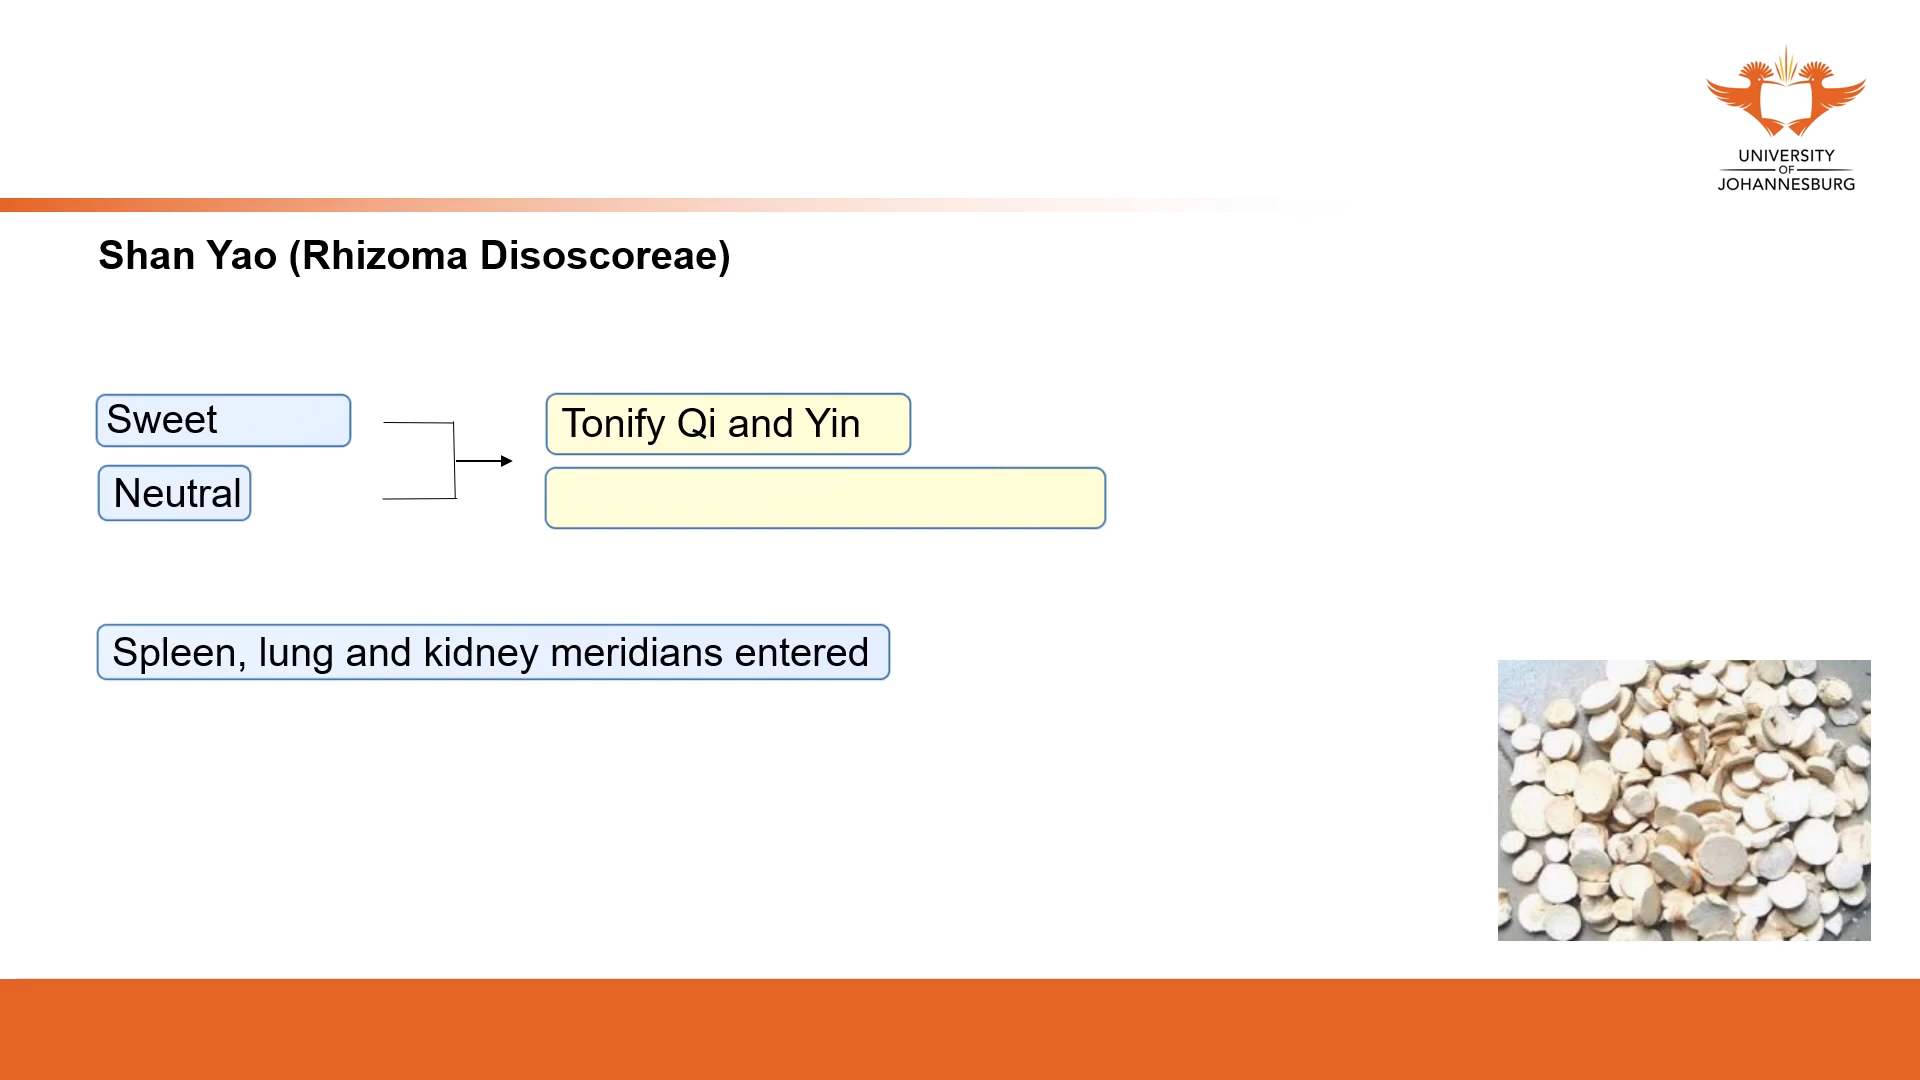 UNIVERSITY
OF
JOHANNESBURG
Shan Yao (Rhizoma Disoscoreae)
Sweet
Tonify Qi and Yin
Neutral
Spleen, lung and kidney meridians entered